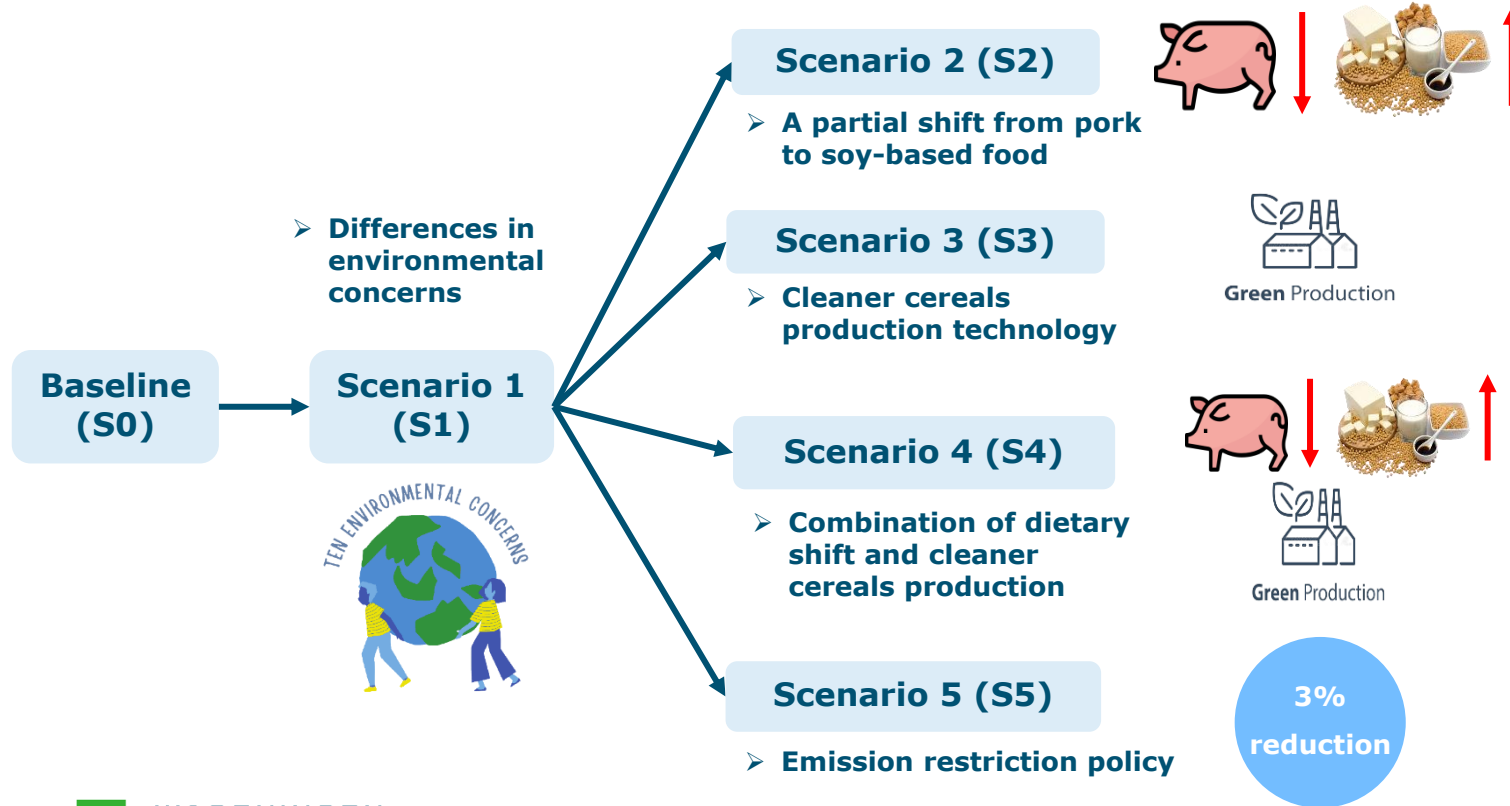 Scenario 2 (S2)
➢ A partial shift from pork
to soy-based food
➢ Differences in
environmental
concerns
Scenario 3 (S3)
➢ Cleaner cereals
production technology
Green Production
Baseline
(S0)
Scenario 1
(S1)
TEN ENVIRONMENTAL CONCERNS
Scenario 4 (S4)
➢ Combination of dietary
shift and cleaner
cereals production
Green Production
Scenario 5 (S5)
➢ Emission restriction policy
3%
reduction